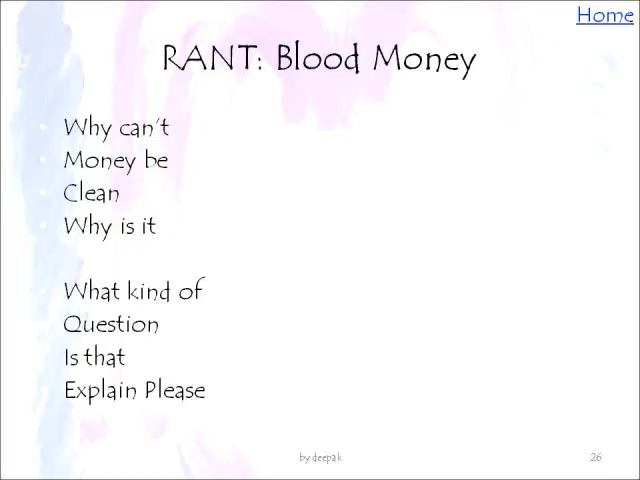 Home
RANT: Blood Money
Why can't
Money be
Clean
Why is it
What kind of
Question
Is that
Explain Please
by deepak
26